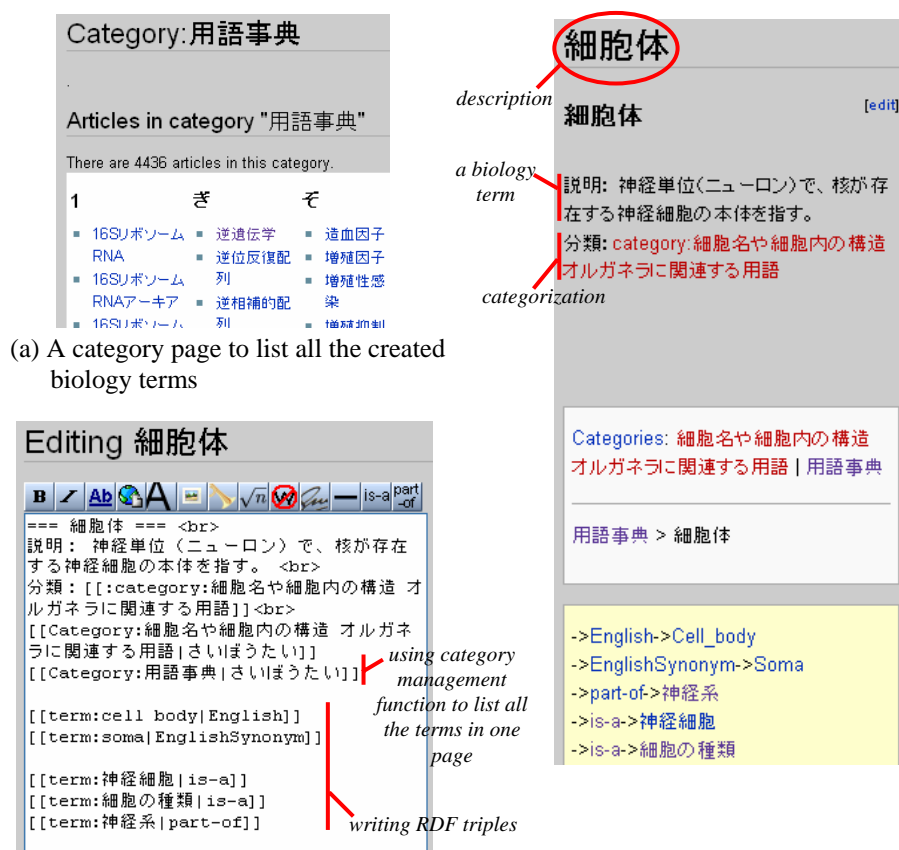 Category:用語事典
.
Articles in category "用語事典"
There are 4436 articles in this category.
1
16Sリボソーム
RNA
16Sリボソーム
RNAアーキア
16Sリボソーム
ぎ
逆遺伝学
逆位反復配
列
逆相補的配
列
そ
造血因子
増殖因子
増殖性感
染
増殖抑制
(a) A category page to list all the created
biology terms
Editing 細胞体
B I Ab A √n W is-a part
-of
=== 細胞体 === <br>
説明： 神経単位（ニューロン）で、核が存在
する神経細胞の本体を指す。 <br>
分類：[[:category:細胞名や細胞内の構造 オ
ルガネラに関連する用語]]<br>
[[Category:細胞名や細胞内の構造 オルガネ
ラに関連する用語|さいぼうたい]]
[[Category:用語事典|さいぼうたい]]
[[term:cell body|English]]
[[term:soma|EnglishSynonym]]
[[term:神経細胞|is-a]]
[[term:細胞の種類|is-a]]
[[term:神経系|part-of]]
using category
management
function to list all
the terms in one
page
writing RDF triples
細胞体
description
細胞体
[edit]
a biology
term
説明: 神経単位(ニューロン)で、核が存
在する神経細胞の本体を指す。
分類: category:細胞名や細胞内の構造
オルガネラに関連する用語
categorization
Categories: 細胞名や細胞内の構造
オルガネラに関連する用語 | 用語事典
用語事典 > 細胞体
->English->Cell_body
->EnglishSynonym->Soma
->part-of->神経系
->is-a->神経細胞
->is-a->細胞の種類